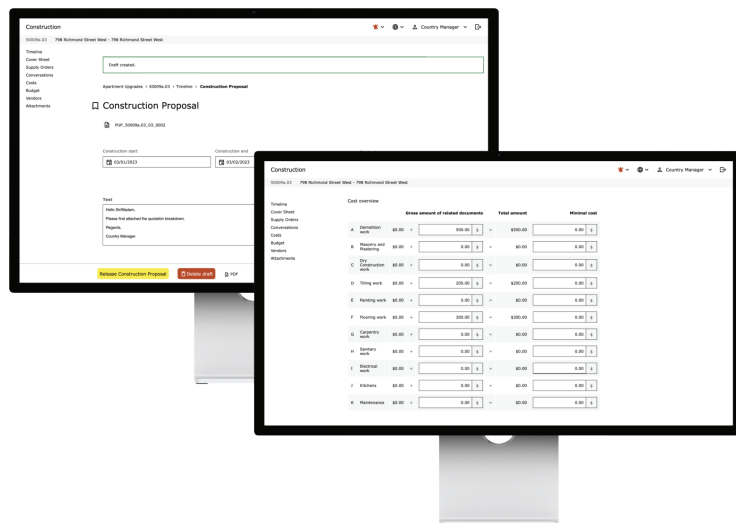 Construction
Country Manager
50009a.03 798 Richmond Street West - 798 Richmond Street West
Timeline
Cover Sheet
Supply Orders
Conversations
Costs
Budget
Vendors
Attachments
Draft created.
Apartment Upgrades > 50009a.03 > Timeline > Construction Proposal
Construction Proposal
PUP_50009a.03_03_0002
Construction start
Construction end
03/01/2023
03/02/2023
Text
Hello Sir/Madam,
Please find attached the quotation breakdown.
Regards,
Country Manager
Release Construction Proposal
Delete draft
PDF
Construction
Country Manager
50009a.03 798 Richmond Street West - 798 Richmond Street West
Timeline
Cover Sheet
Supply Orders
Conversations
Costs
Budget
Vendors
Attachments
Cost overview
Gross amount of related documents Total amount Minimal cost
A Demolition work $0.00 + 500.00 $ = $500.00 0.00 $
B Masonry and Plastering $0.00 + 0.00 $ = $0.00 0.00 $
C Dry Construction work $0.00 + 0.00 $ = $0.00 0.00 $
D Tiling work $0.00 + 200.00 $ = $200.00 0.00 $
E Painting work $0.00 + 0.00 $ = $0.00 0.00 $
F Flooring work $0.00 + 300.00 $ = $300.00 0.00 $
G Carpentry work $0.00 + 0.00 $ = $0.00 0.00 $
H Sanitary work $0.00 + 0.00 $ = $0.00 0.00 $
I Electrical work $0.00 + 0.00 $ = $0.00 0.00 $
J Kitchens $0.00 + 0.00 $ = $0.00 0.00 $
K Maintenance $0.00 + 0.00 $ = $0.00 0.00 $